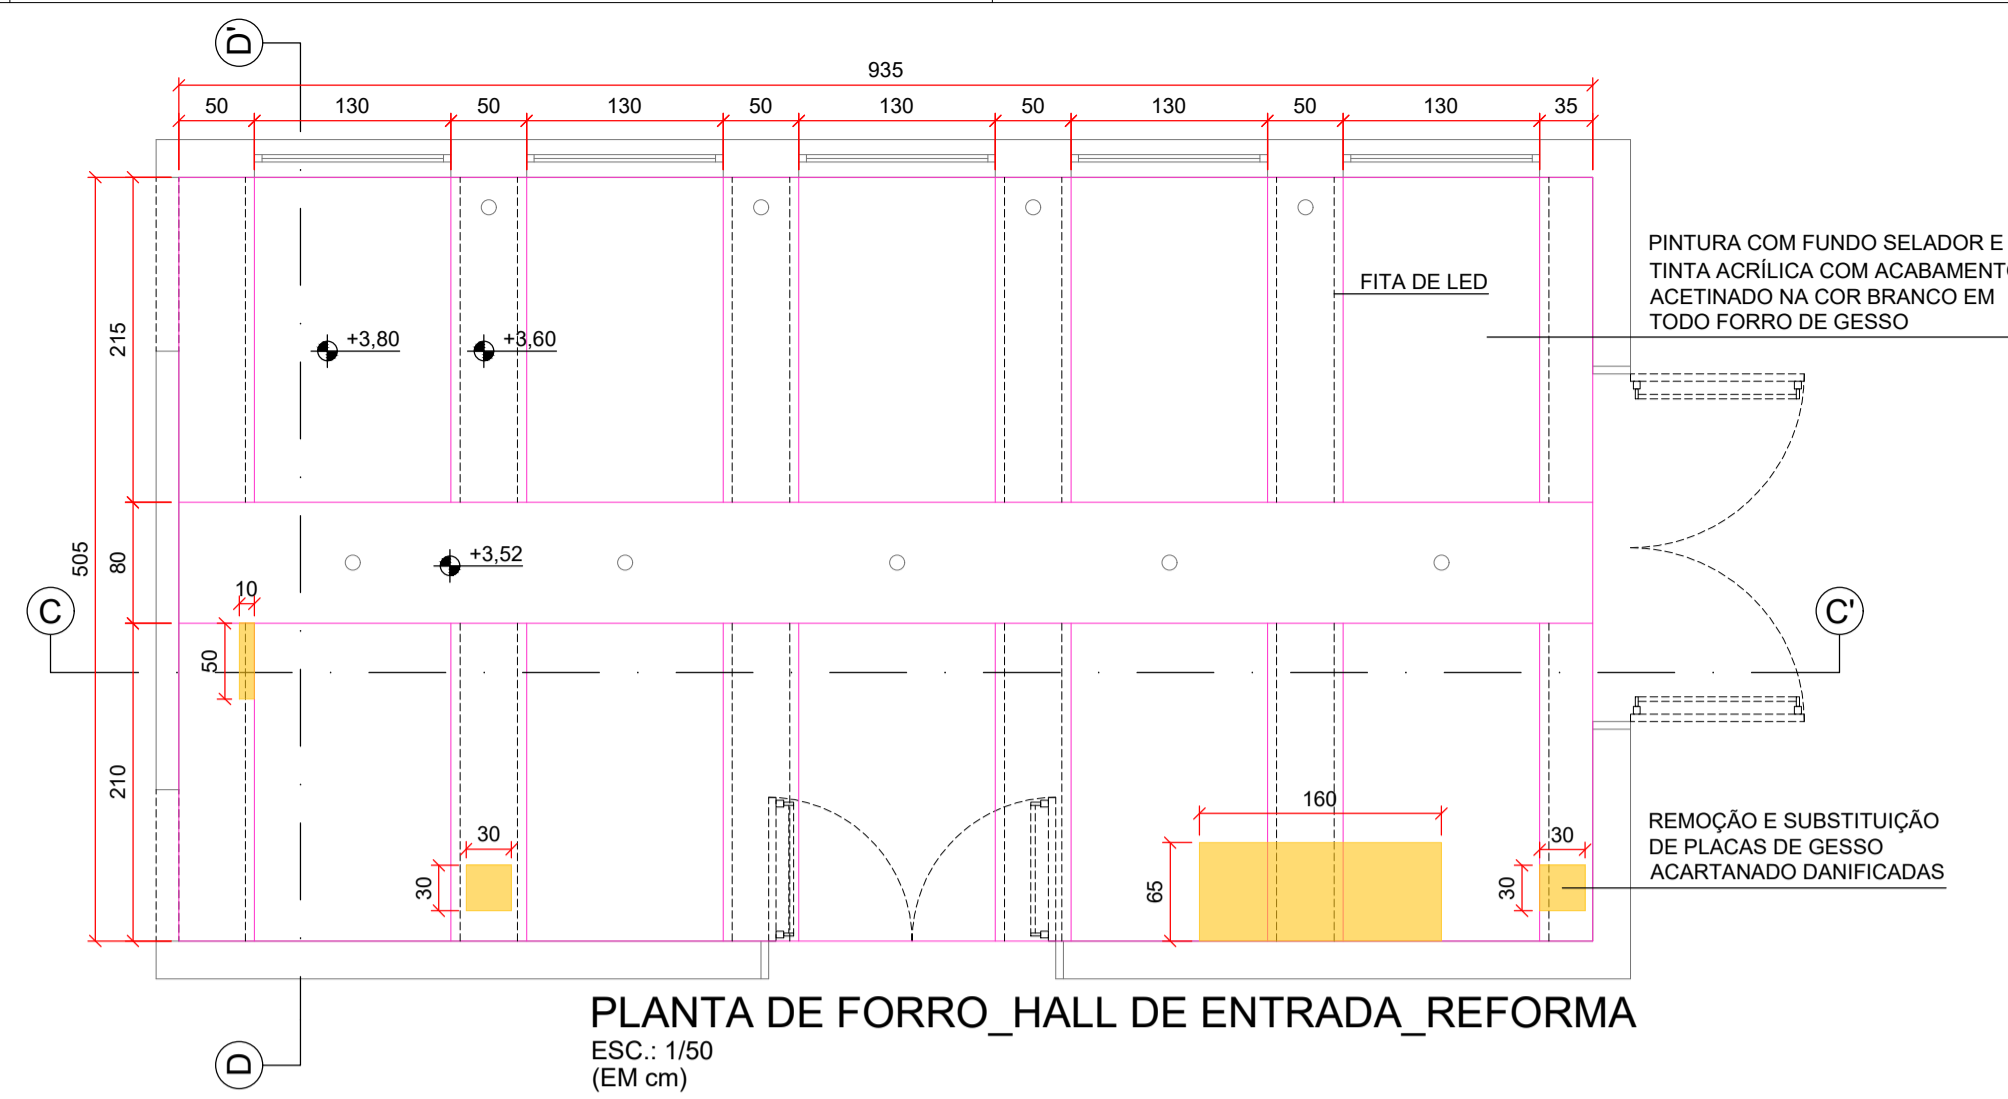 D'
935
50 130 50 130 50 130 50 130 50 130 35
PINTURA COM FUNDO SELADOR E
TINTA ACRÍLICA COM ACABAMENTO
ACETINADO NA COR BRANCO EM
TODO FORRO DE GESSO
FITA DE LED
215
+3,80
+3,60
505
80
+3,52
10
C
C'
50
210
160
30
30
65
30
30
REMOÇÃO E SUBSTITUIÇÃO
DE PLACAS DE GESSO
ACARTANADO DANIFICADAS
PLANTA DE FORRO_HALL DE ENTRADA_REFORMA
ESC.: 1/50
(EM cm)
D